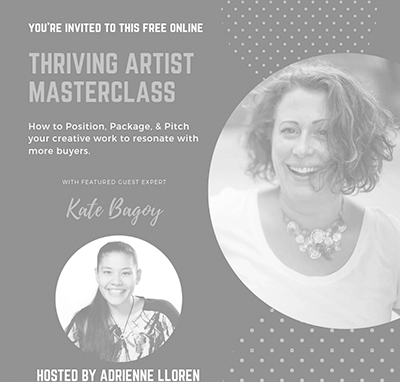 YOU'RE INVITED TO THIS FREE ONLINE
THRIVING ARTIST
MASTERCLASS
How to Position, Package, & Pitch
your creative work to resonate with
more buyers.
WITH FEATURED GUEST EXPERT
Kate Bagoy
HOSTED BY ADRIENNE LLOREN